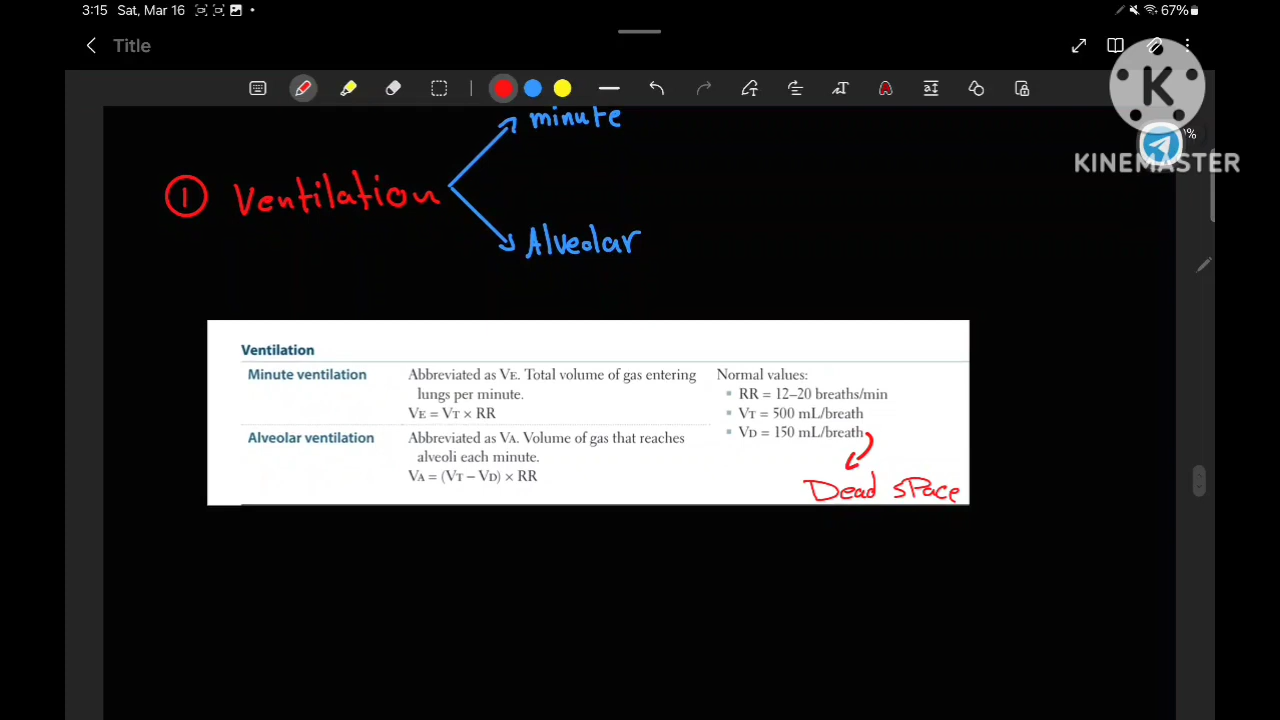 3:15 Sat, Mar 16
67%
Title
K
%
KINEMASTER
minute
① Ventilation
Alveolar
Ventilation
Minute ventilation
Abbreviated as VE. Total volume of gas entering
lungs per minute.
VE = VT × RR
Alveolar ventilation
Abbreviated as VA. Volume of gas that reaches
alveoli each minute.
VA = (VT – VD) × RR
Normal values:
▪ RR = 12–20 breaths/min
▪ VT = 500 mL/breath
▪ VD = 150 mL/breath
Dead sPace